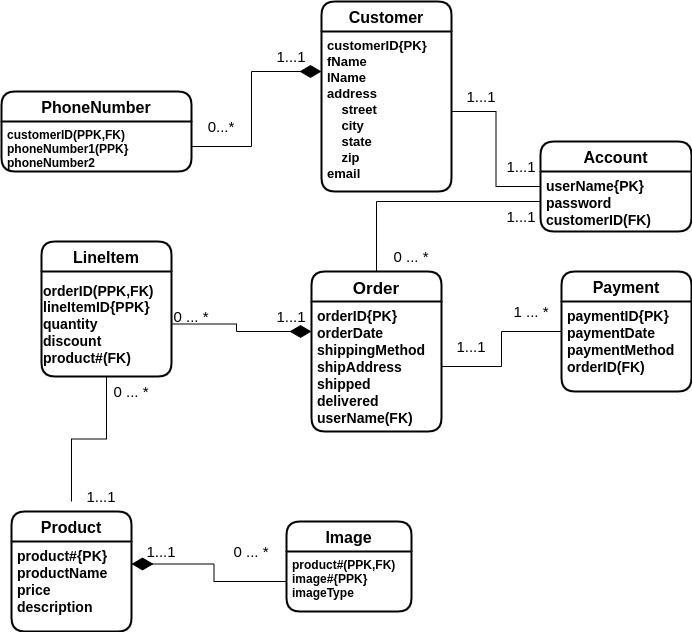 Customer
customerID{PK}
fName
lName
address
street
city
state
zip
email
1...1
0...*
PhoneNumber
customerID(PPK,FK)
phoneNumber1(PPK}
phoneNumber2
1...1
1...1
Account
userName{PK}
password
customerID(FK)
1...1
0 ... *
LineItem
orderID(PPK,FK)
lineItemID{PPK}
quantity
discount
product#(FK)
0 ... *
1...1
Order
orderID{PK}
orderDate
shippingMethod
shipAddress
shipped
delivered
userName(FK)
1...1
1 ... *
Payment
paymentID{PK}
paymentDate
paymentMethod
orderID(FK)
0 ... *
1...1
Product
product#{PK}
productName
price
description
1...1
0 ... *
Image
product#(PPK,FK)
image#{PPK}
imageType